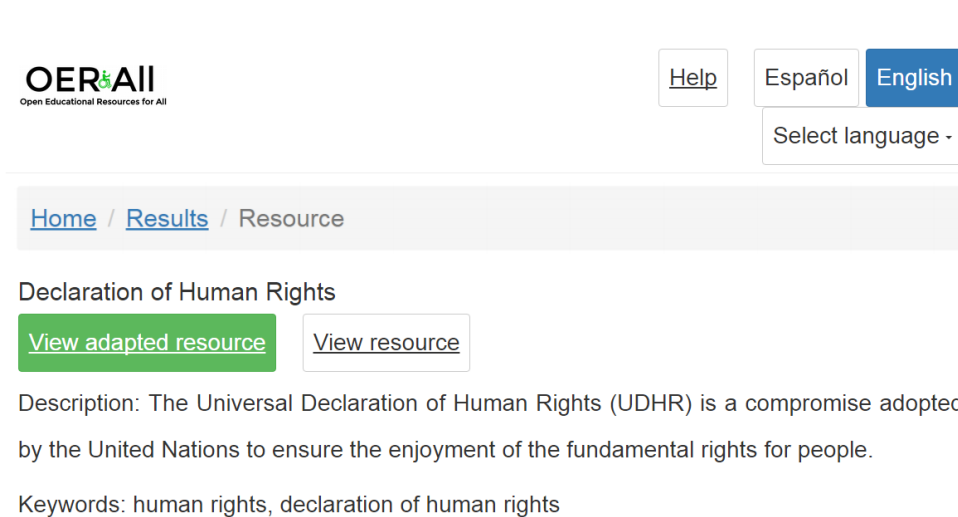 OER All
Open Educational Resources for All
Help
Español
English
Select language
Home / Results / Resource
Declaration of Human Rights
View adapted resource
View resource
Description: The Universal Declaration of Human Rights (UDHR) is a compromise adopted
by the United Nations to ensure the enjoyment of the fundamental rights for people.
Keywords: human rights, declaration of human rights